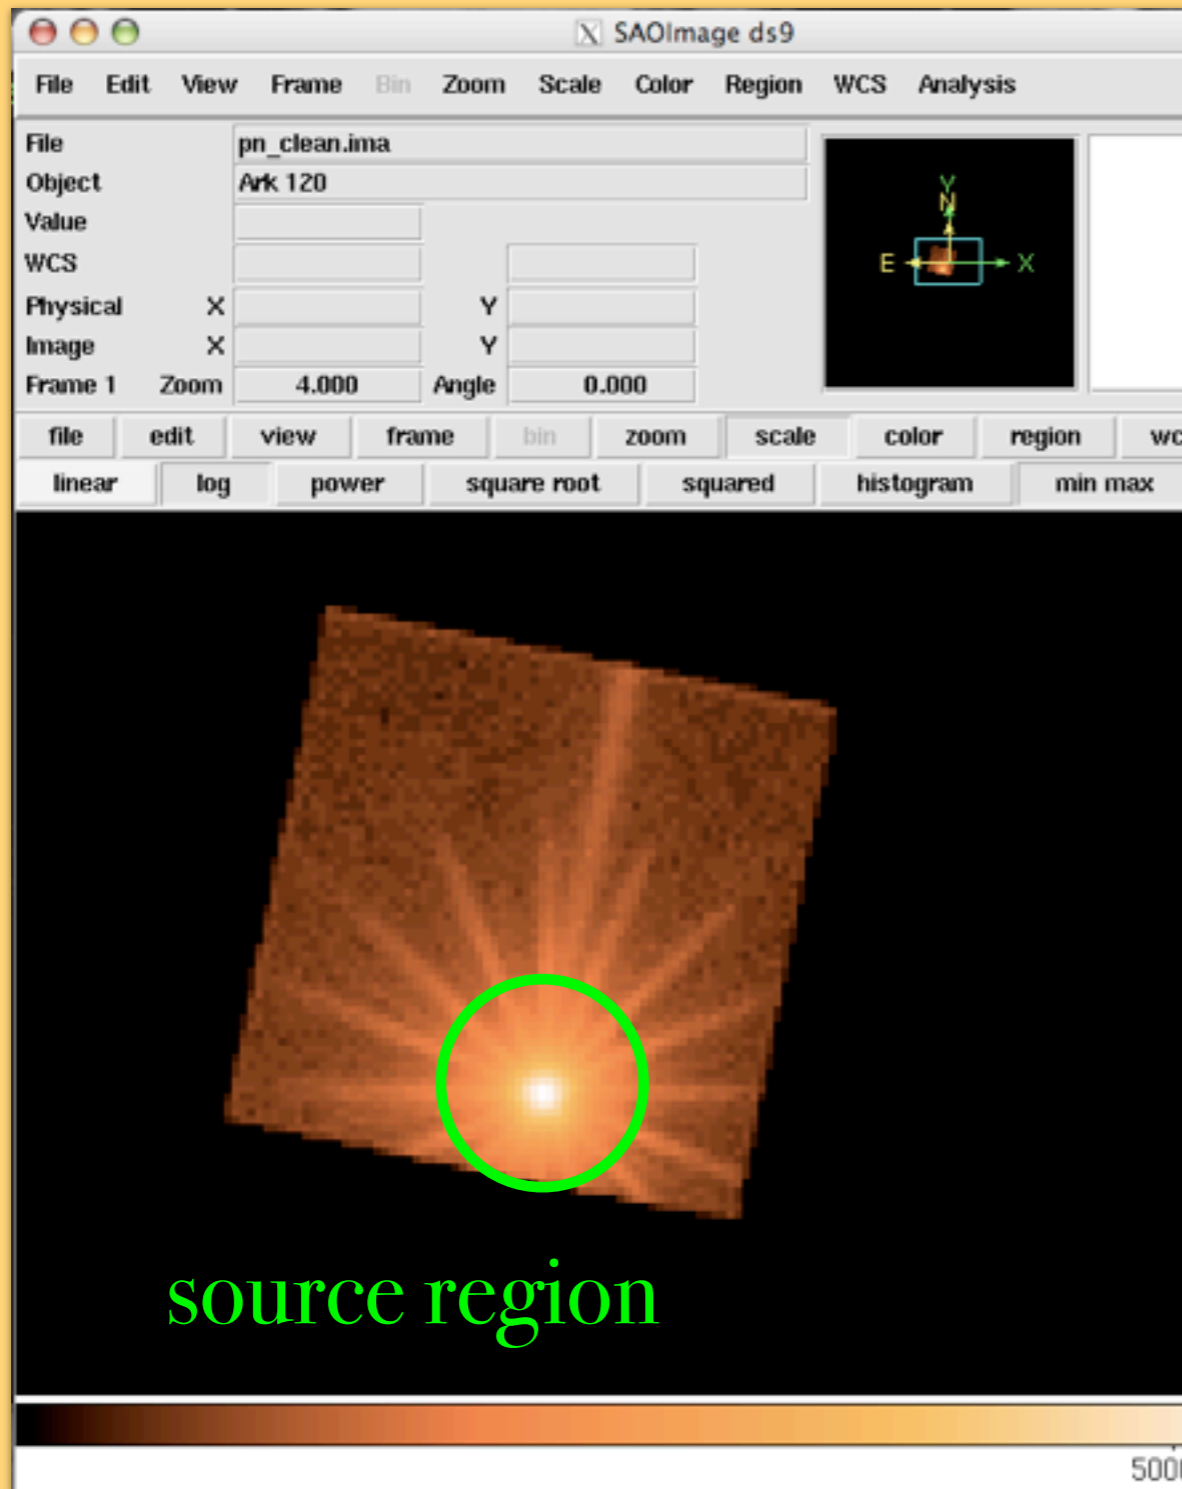 X SAOImage ds9
File Edit View Frame Bin Zoom Scale Color Region WCS Analysis
File pn_clean.ima
Object Ark 120
Value
WCS
Physical X Y
Image X Y
Frame 1 Zoom 4.000 Angle 0.000
Y
N
E X
file edit view frame bin zoom scale color region wc
linear log power square root squared histogram min max
source region
500